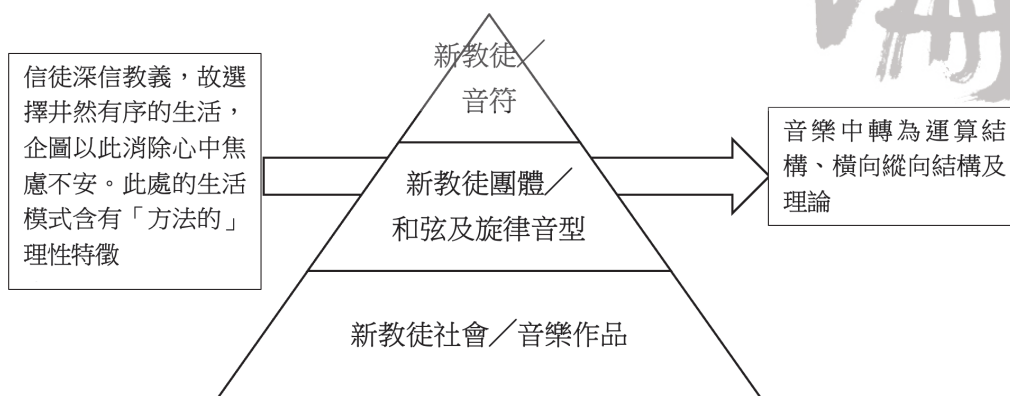 信徒深信教義，故選
擇井然有序的生活，
企圖以此消除心中焦
慮不安。此處的生活
模式含有「方法的」
理性特徵
新教徒／
音符
新教徒團體／
和弦及旋律音型
新教徒社會／音樂作品
音樂中轉為運算結
構、橫向縱向結構及
理論